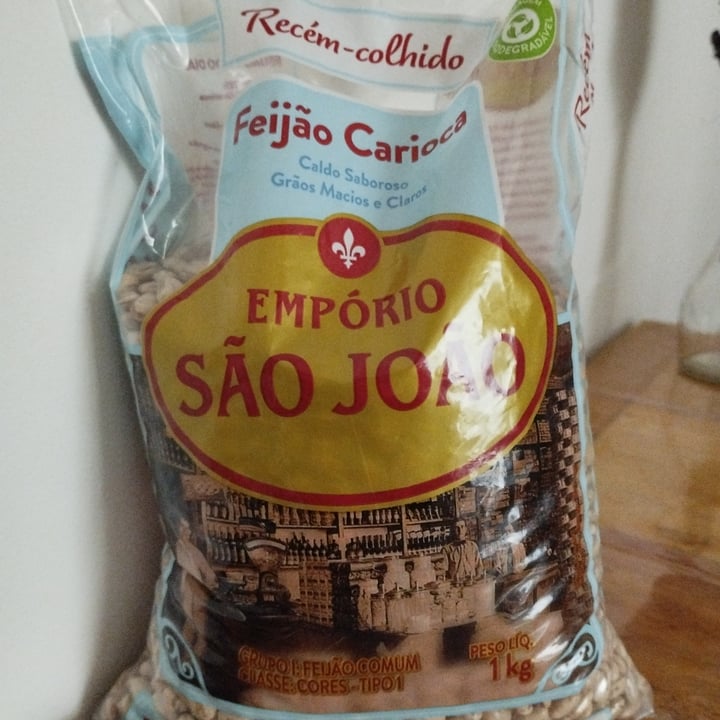 Recém-colhido
BIODEGRADÁVEL
Feijão Carioca
Caldo Saboroso
Grãos Macios e Claros
EMPÓRIO
SÃO JOÃO
GRUPO I: FEIJÃO COMUM
CLASSE: CORES - TIPO 1
PESO LÍQ.
1 kg